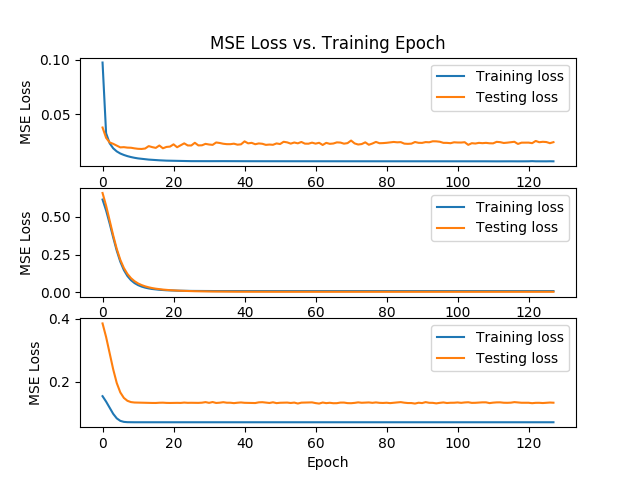 MSE Loss vs. Training Epoch
0.10
0.05
MSE Loss
Training loss
Testing loss
0 20 40 60 80 100 120
0.50
0.25
0.00
MSE Loss
Training loss
Testing loss
0 20 40 60 80 100 120
0.4
0.2
MSE Loss
Training loss
Testing loss
0 20 40 60 80 100 120
Epoch